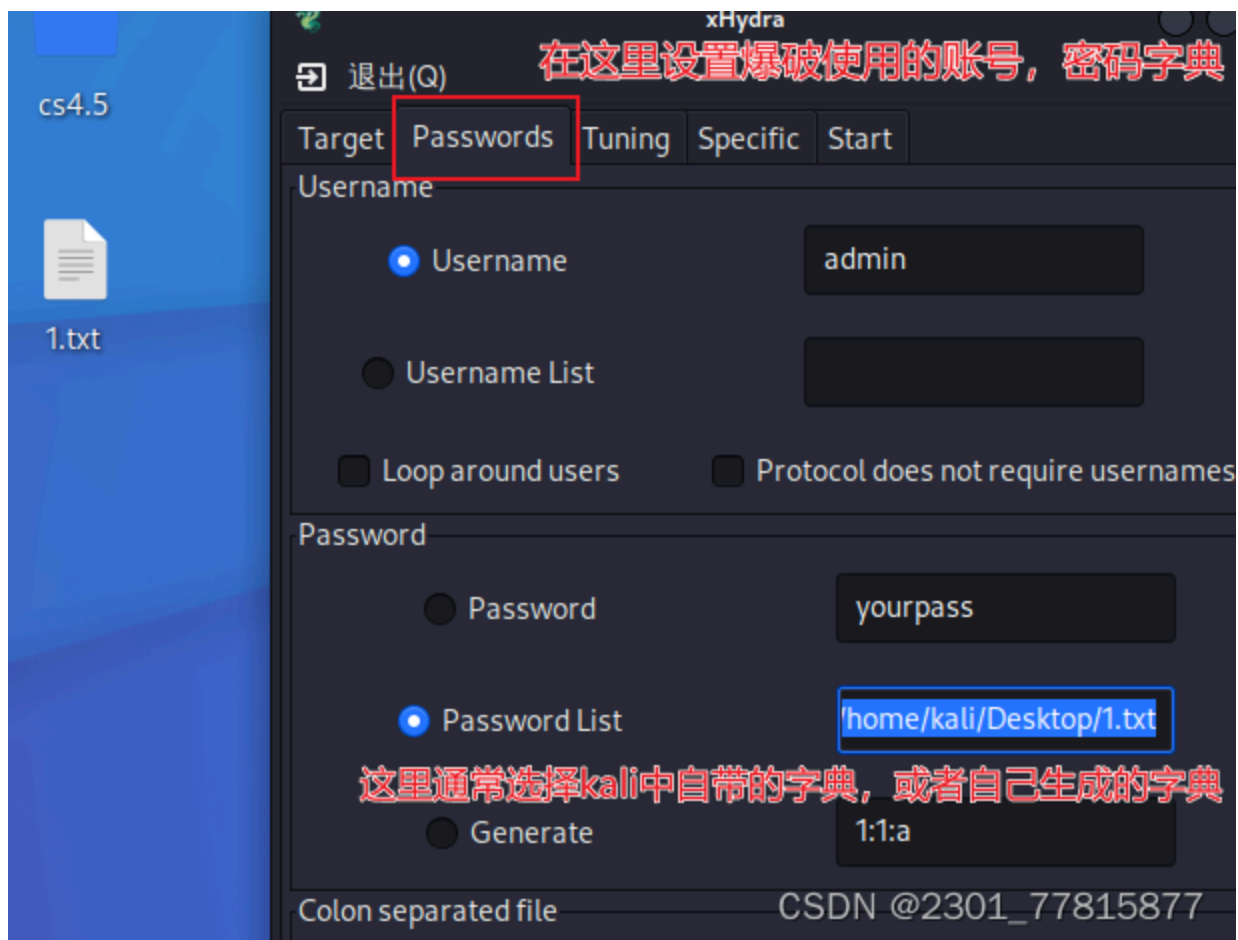 xHydra
在这里设置爆破使用的账号，密码字典
退出(Q)
cs4.5
Target Passwords Tuning Specific Start
Username
Username admin
1.txt
Username List
Loop around users Protocol does not require usernames
Password
Password yourpass
Password List /home/kali/Desktop/1.txt
这里通常选择kali中自带的字典，或者自己生成的字典
Generate 1:1:a
Colon separated file
CSDN @2301_77815877